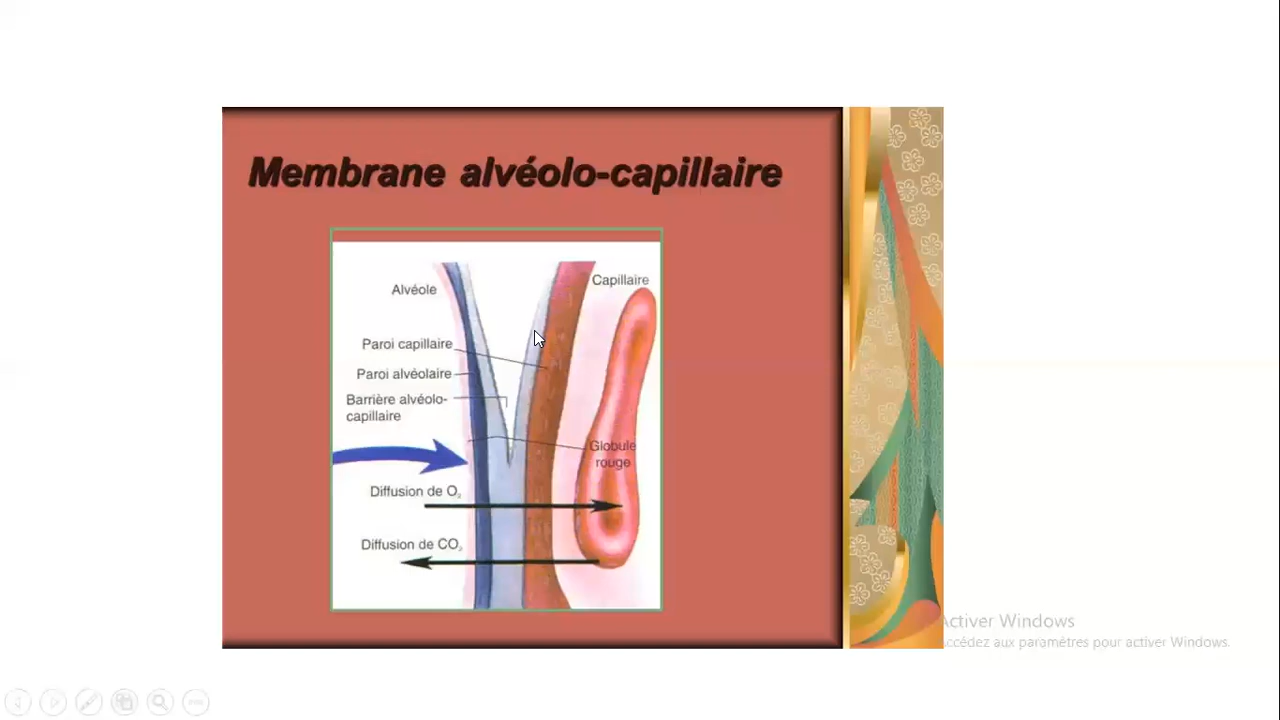 Membrane alvéolo-capillaire
Capillaire
Alvéole
Paroi capillaire
Paroi alvéolaire
Barrière alvéolo-
capillaire
Globule
rouge
Diffusion de O₂
Diffusion de CO₂
Activer Windows
Accédez aux paramètres pour activer Windows.